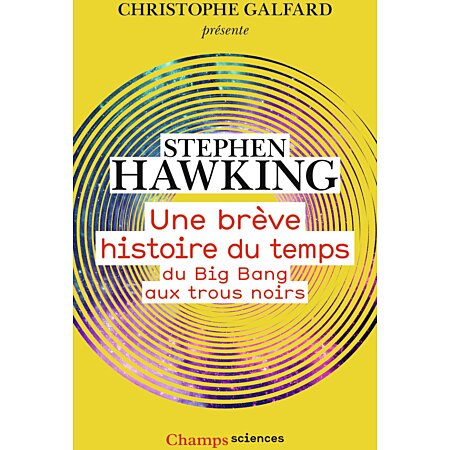 CHRISTOPHE GALFARD
présente
STEPHEN
HAWKING
Une brève
histoire du temps
du Big Bang
aux trous noirs
Champs sciences